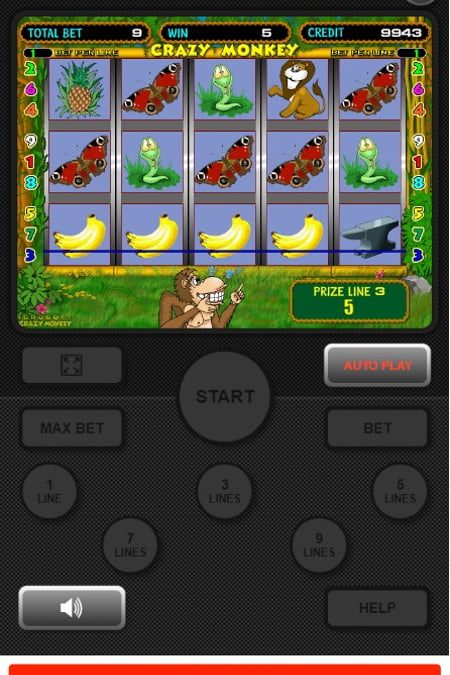 TOTAL BET 9 WIN 5 CREDIT 9943
1 BET PER LINE CRAZY MONKEY BET PER LINE 1
2 2
6 6
4 4
9 9
1 1
8 8
5 5
7 7
3 3
PRIZE LINE 3
5
CRAZY MONKEY
AUTO PLAY
START
MAX BET
BET
1
LINE
3
LINES
5
LINES
7
LINES
9
LINES
HELP